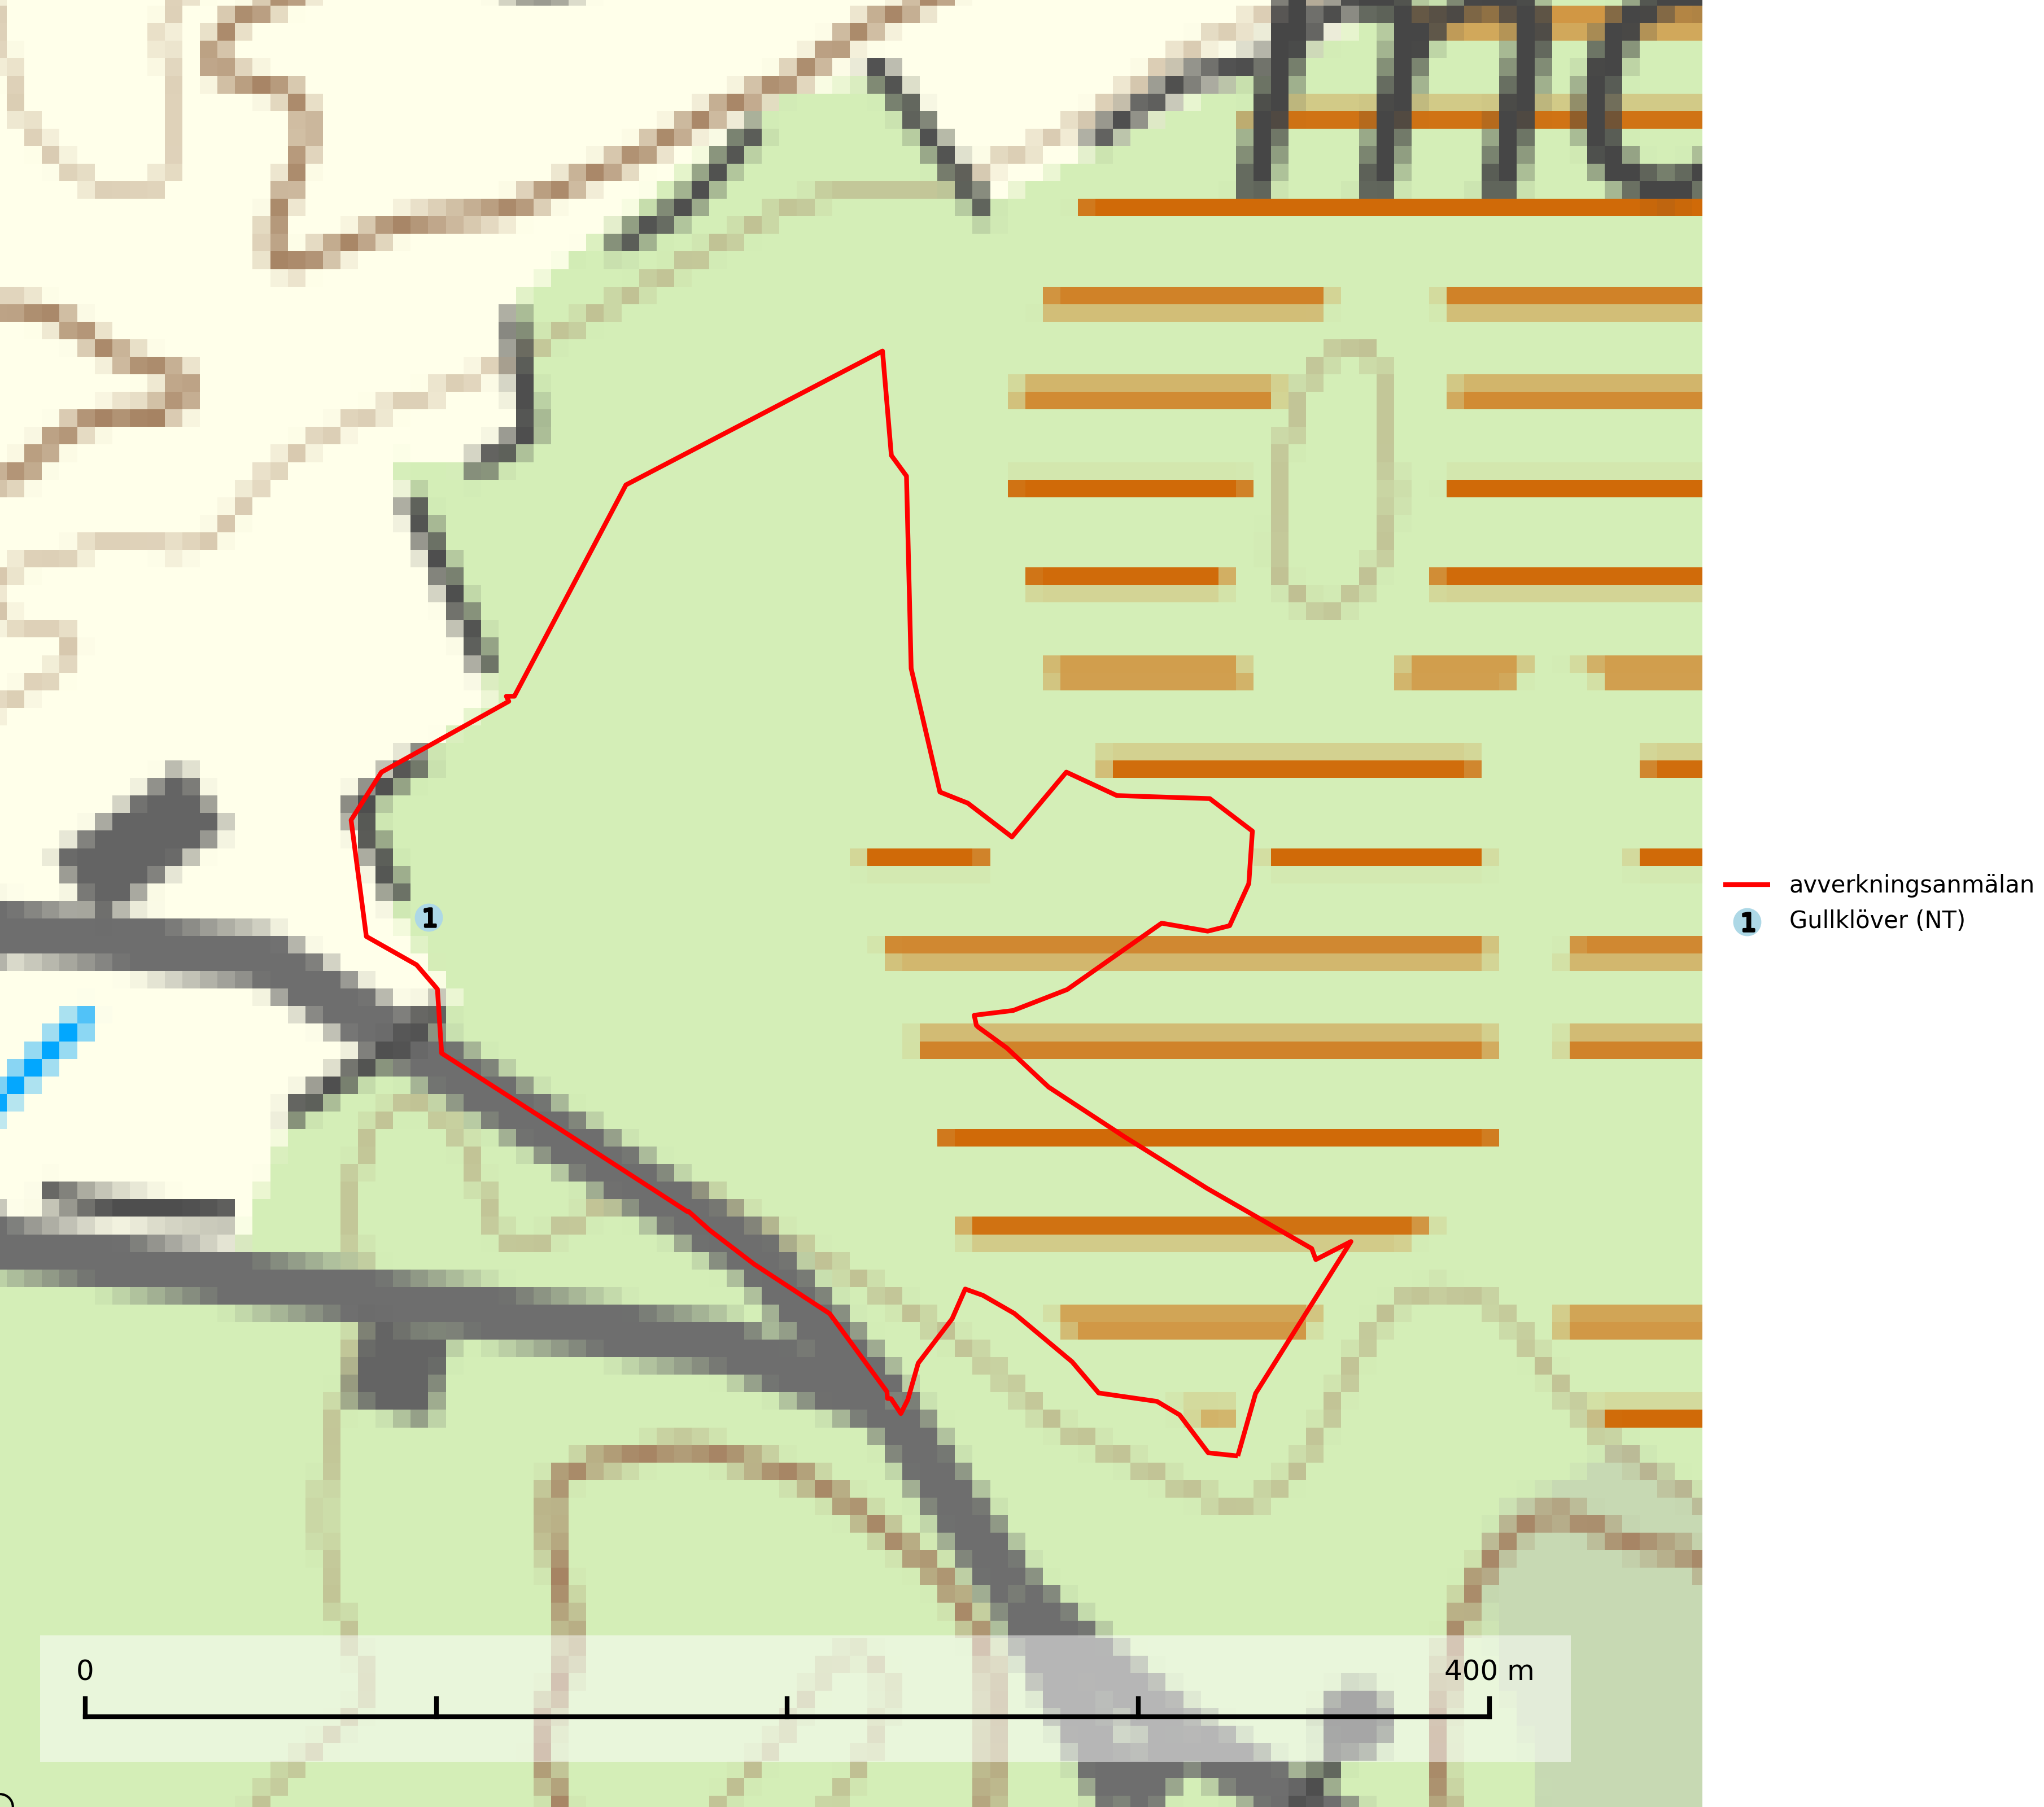 1
avverkningsanmälan
1 Gullklöver (NT)
0 400 m